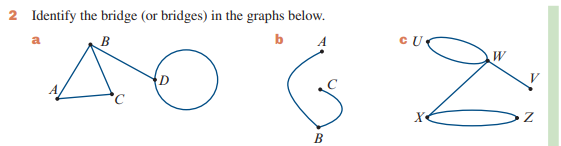 2 Identify the bridge (or bridges) in the graphs below.
a b c
B A U
W
D C V
A C
X Z
B